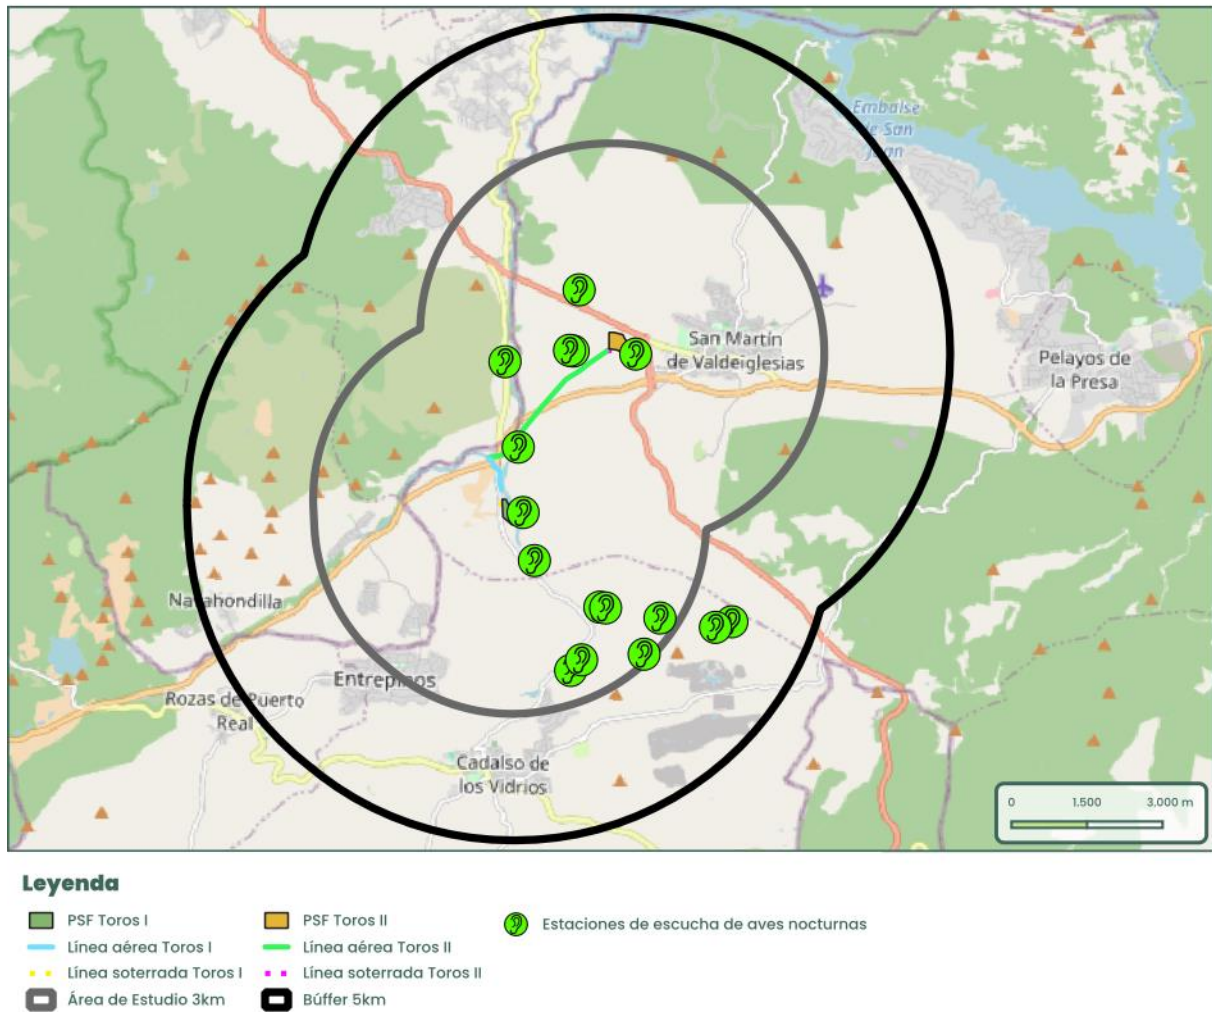 Embalse
de San
Juan
San Martín
de Valdeiglesias
Pelayos de
la Presa
Navahondilla
Entrepinos
Rozas de Puerto
Real
Cadalso de
los Vidrios
0 1.500 3.000 m
Leyenda
PSF Toros I
PSF Toros II
Estaciones de escucha de aves nocturnas
Línea aérea Toros I
Línea aérea Toros II
Línea soterrada Toros I
Línea soterrada Toros II
Área de Estudio 3km
Búffer 5km